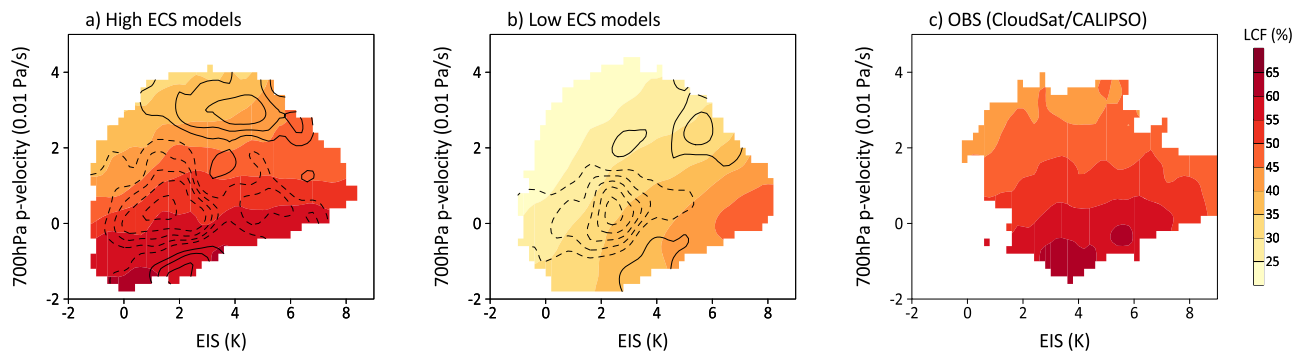 a) High ECS models
b) Low ECS models
c) OBS (CloudSat/CALIPSO)
LCF (%)
700hPa p-velocity (0.01 Pa/s)
4
2
0
-2
-2 0 2 4 6 8
EIS (K)
700hPa p-velocity (0.01 Pa/s)
4
2
0
-2
-2 0 2 4 6 8
EIS (K)
700hPa p-velocity (0.01 Pa/s)
4
2
0
-2
-2 0 2 4 6 8
EIS (K)
65
60
55
50
45
40
35
30
25